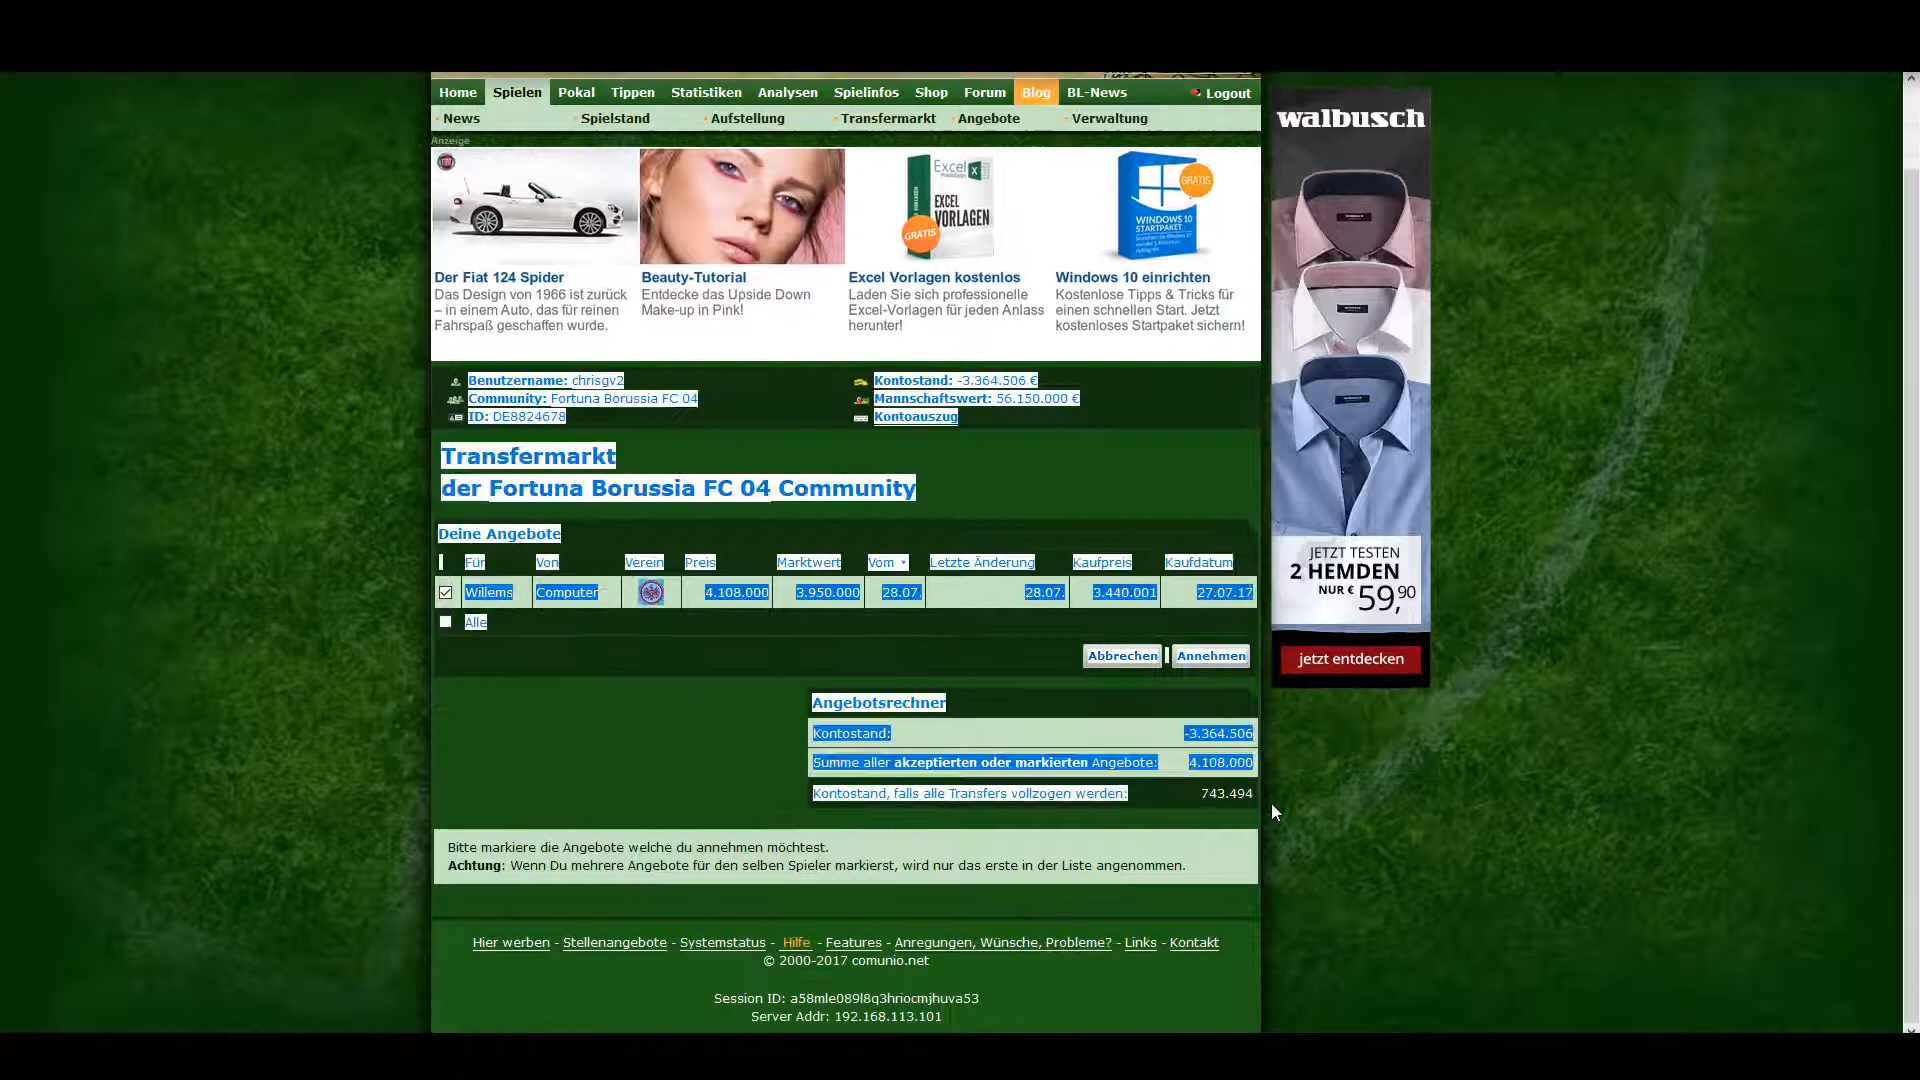 Home Spielen Pokal Tippen Statistiken Analysen Spielinfos Shop Forum Blog BL-News Logout
News Spielstand Aufstellung Transfermarkt Angebote Verwaltung
Anzeige
Excel
EXCEL
VORLAGEN
GRATIS
GRATIS
WINDOWS 10
STARTPAKET
Der Fiat 124 Spider
Das Design von 1966 ist zurück
– in einem Auto, das für reinen
Fahrspaß geschaffen wurde.
Beauty-Tutorial
Entdecke das Upside Down
Make-up in Pink!
Excel Vorlagen kostenlos
Laden Sie sich professionelle
Excel-Vorlagen für jeden Anlass
herunter!
Windows 10 einrichten
Kostenlose Tipps & Tricks für
einen schnellen Start. Jetzt
kostenloses Startpaket sichern!
walbusch
JETZT TESTEN
2 HEMDEN
NUR € 59,90
jetzt entdecken
Benutzername: chrisgv2
Community: Fortuna Borussia FC 04
ID: DE8824678
Kontostand: -3.364.506 €
Mannschaftswert: 56.150.000 €
Kontoauszug
Transfermarkt
der Fortuna Borussia FC 04 Community
Deine Angebote
Für Von Verein Preis Marktwert Vom Letzte Änderung Kaufpreis Kaufdatum
Willems Computer 4.108.000 3.950.000 28.07. 28.07. 3.440.001 27.07.17
Alle
Abbrechen Annehmen
Angebotsrechner
Kontostand: -3.364.506
Summe aller akzeptierten oder markierten Angebote: 4.108.000
Kontostand, falls alle Transfers vollzogen werden: 743.494
Bitte markiere die Angebote welche du annehmen möchtest.
Achtung: Wenn Du mehrere Angebote für den selben Spieler markierst, wird nur das erste in der Liste angenommen.
Hier werben - Stellenangebote - Systemstatus - Hilfe - Features - Anregungen, Wünsche, Probleme? - Links - Kontakt
© 2000-2017 comunio.net
Session ID: a58mle089l8q3hriocmjhuva53
Server Addr: 192.168.113.101